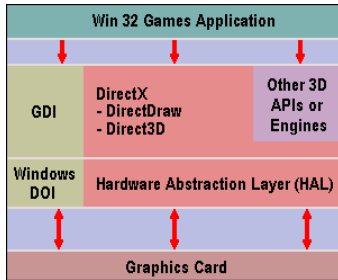 Win 32 Games Application
GDI
DirectX
- DirectDraw
- Direct3D
Other 3D
APIs or
Engines
Windows
DOI
Hardware Abstraction Layer (HAL)
Graphics Card